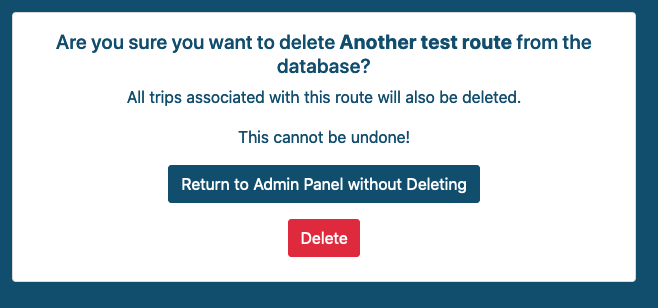 Are you sure you want to delete Another test route from the
database?
All trips associated with this route will also be deleted.
This cannot be undone!
Return to Admin Panel without Deleting
Delete